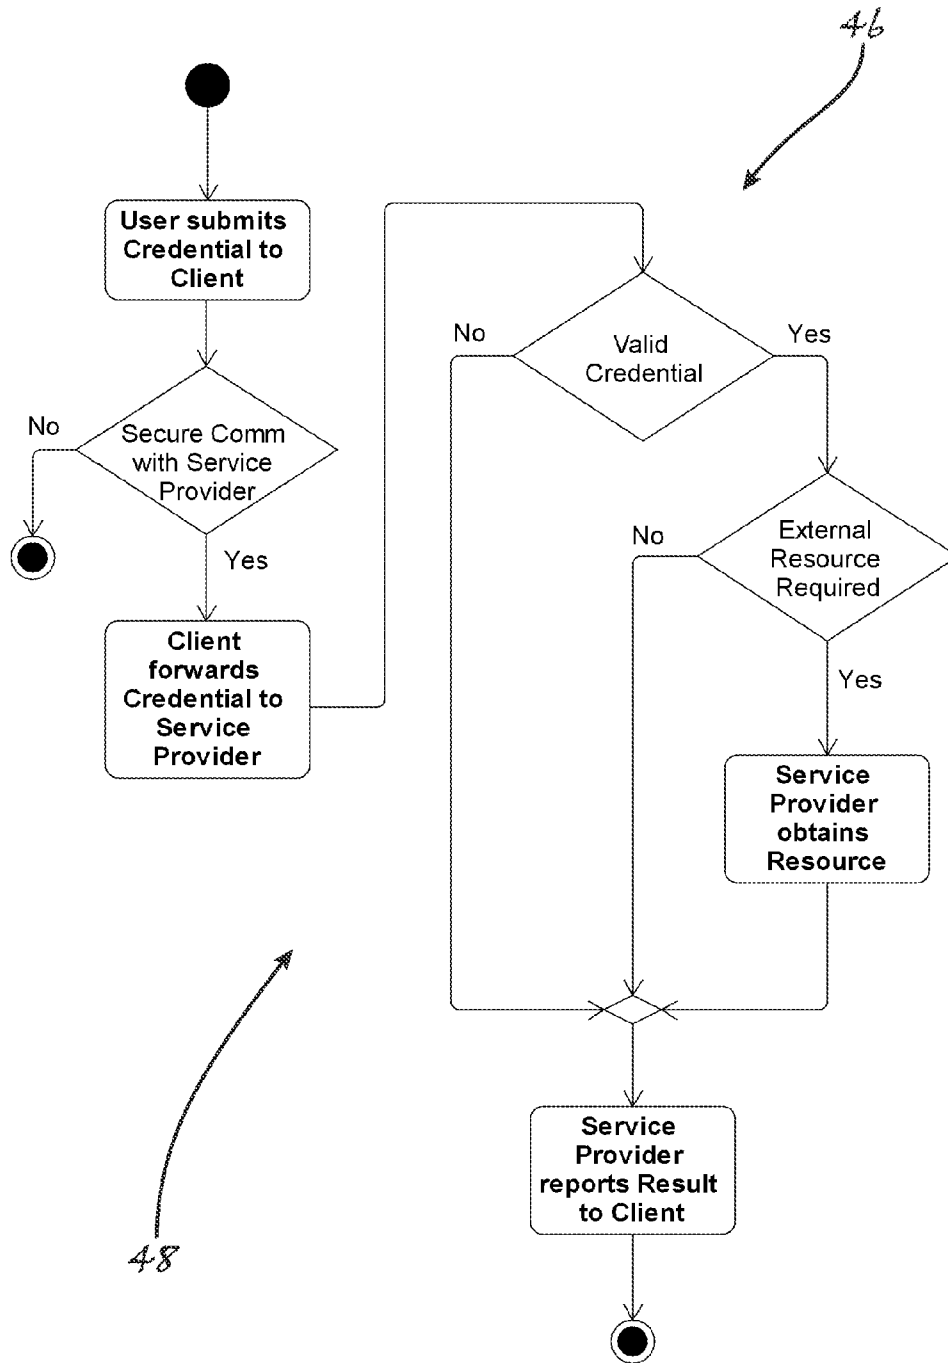 46
User submits
Credential to
Client
No
Secure Comm
with Service
Provider
Yes
Client
forwards
Credential to
Service
Provider
No
Valid
Credential
Yes
No
External
Resource
Required
Yes
Service
Provider
obtains
Resource
Service
Provider
reports Result
to Client
48